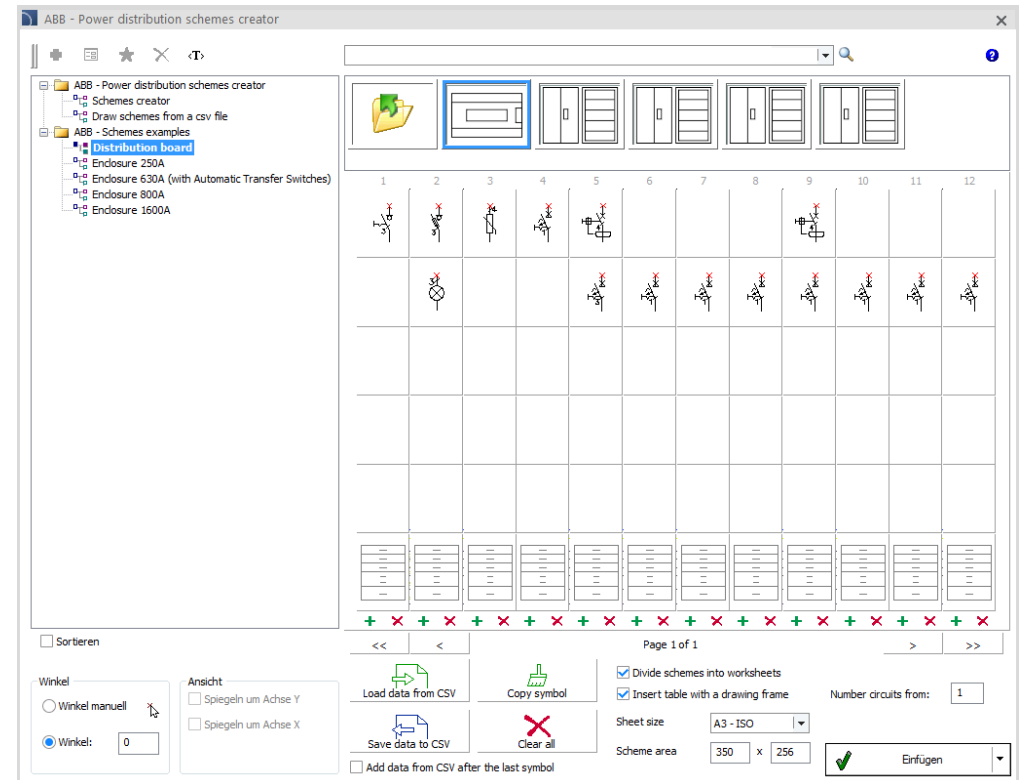 ABB - Power distribution schemes creator
<T>
ABB - Power distribution schemes creator
Schemes creator
Draw schemes from a csv file
ABB - Schemes examples
Distribution board
Enclosure 250A
Enclosure 630A (with Automatic Transfer Switches)
Enclosure 800A
Enclosure 1600A
1 2 3 4 5 6 7 8 9 10 11 12
Sortieren
<< < Page 1 of 1 > >>
Winkel
Winkel manuell
Winkel: 0
Ansicht
Spiegeln um Achse Y
Spiegeln um Achse X
Load data from CSV
Copy symbol
Save data to CSV
Clear all
Add data from CSV after the last symbol
Divide schemes into worksheets
Insert table with a drawing frame
Number circuits from: 1
Sheet size A3 - ISO
Scheme area 350 x 256
Einfügen